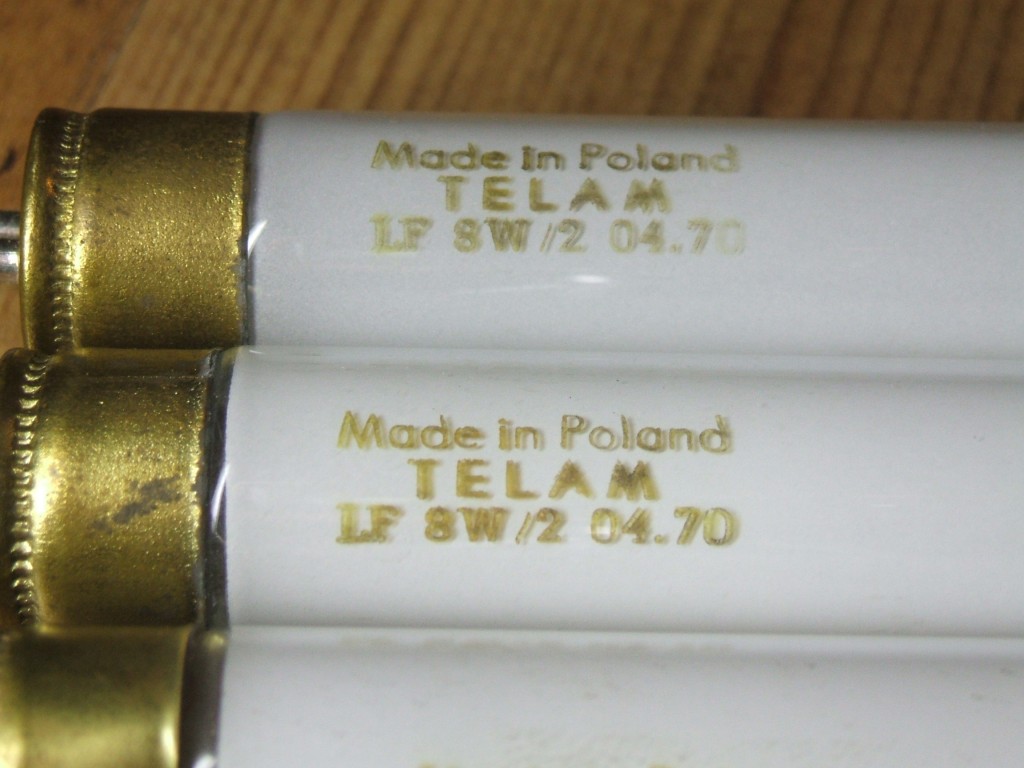 Made in Poland
TELAM
LF 8W/2 04.70
Made in Poland
TELAM
LF 8W/2 04.70